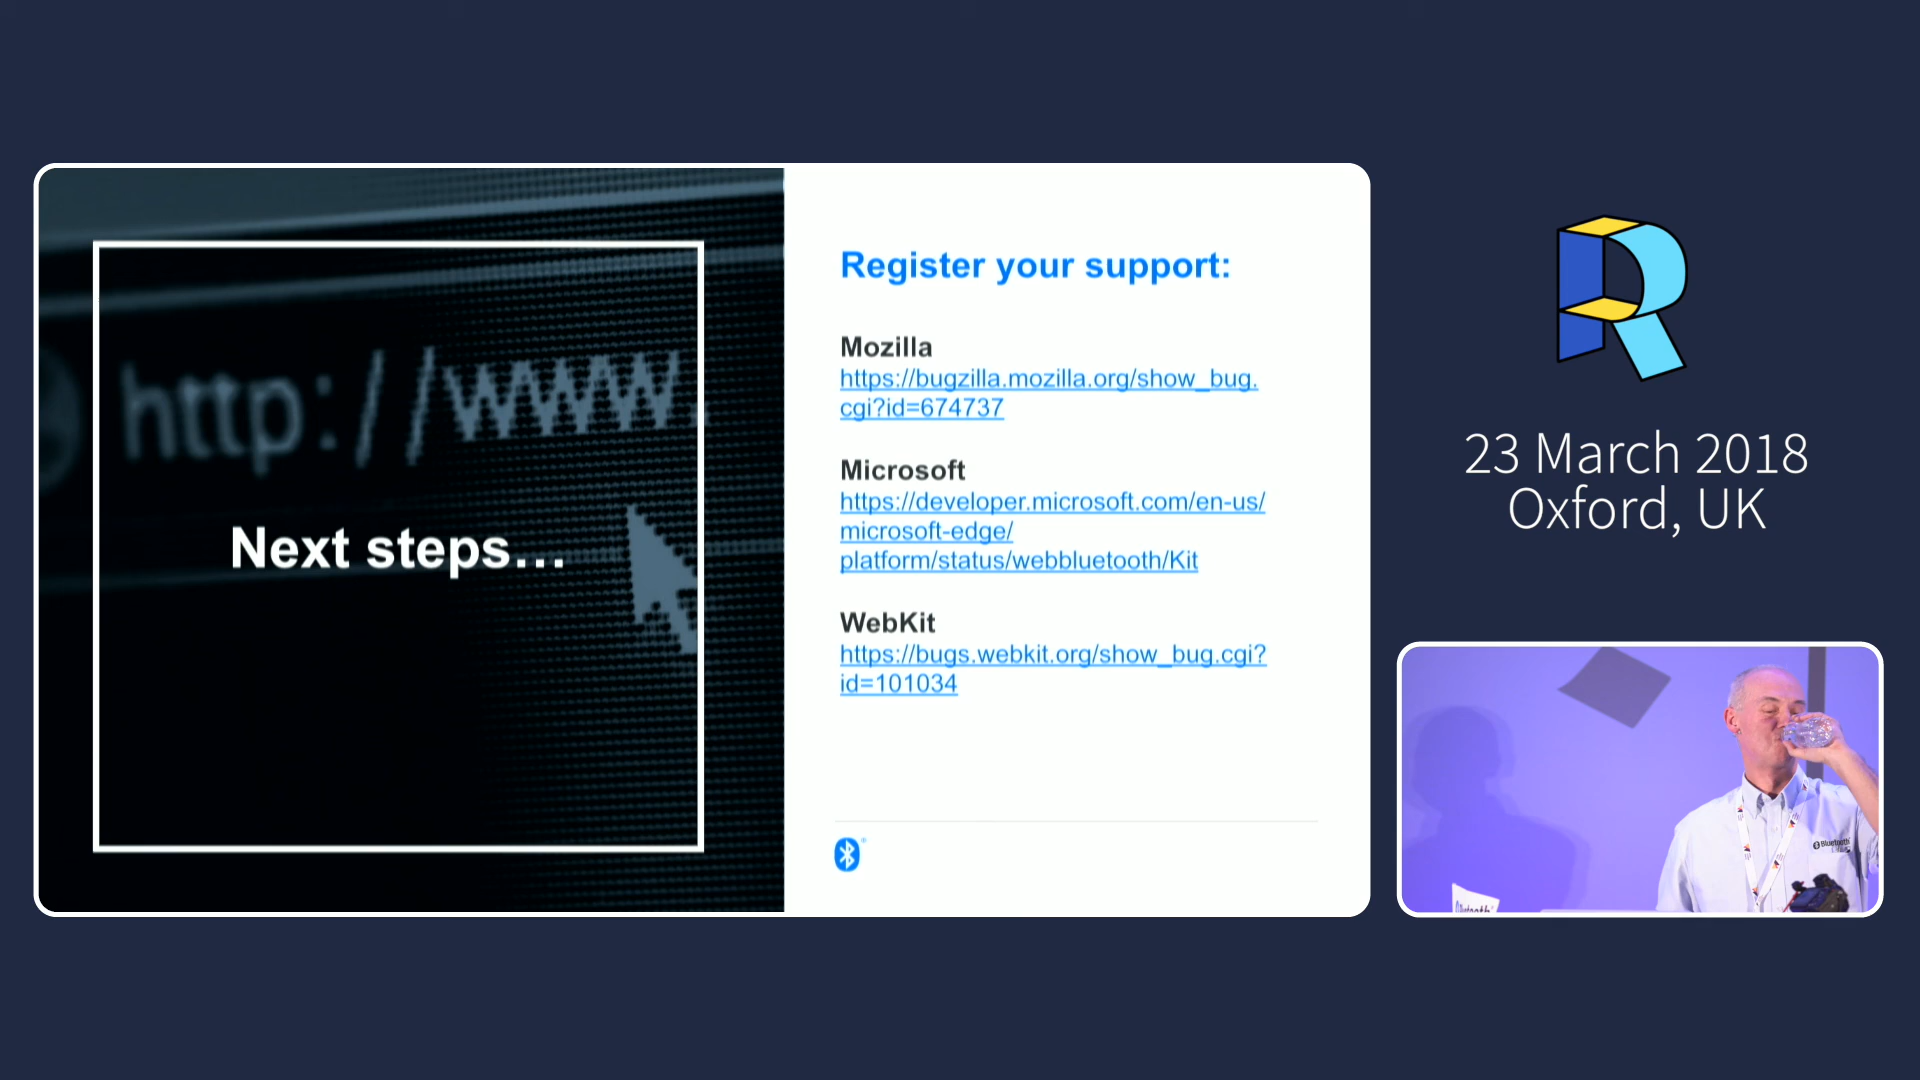 http://www.
Next steps...
Register your support:
Mozilla
https://bugzilla.mozilla.org/show_bug.
cgi?id=674737
Microsoft
https://developer.microsoft.com/en-us/
microsoft-edge/
platform/status/webbluetooth/Kit
WebKit
https://bugs.webkit.org/show_bug.cgi?
id=101034
23 March 2018
Oxford, UK
Bluetooth